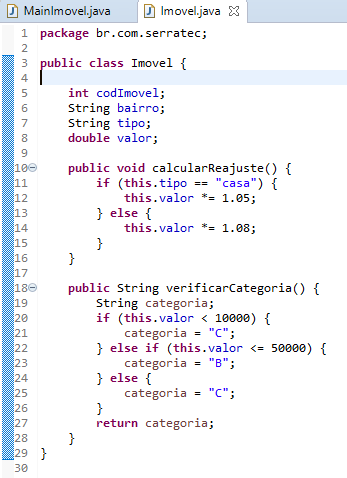 MainImovel.java Imovel.java
1 package br.com.serratec;
2
3 public class Imovel {
4
5 int codImovel;
6 String bairro;
7 String tipo;
8 double valor;
9
10 public void calcularReajuste() {
11 if (this.tipo == "casa") {
12 this.valor *= 1.05;
13 } else {
14 this.valor *= 1.08;
15 }
16 }
17
18 public String verificarCategoria() {
19 String categoria;
20 if (this.valor < 10000) {
21 categoria = "C";
22 } else if (this.valor <= 50000) {
23 categoria = "B";
24 } else {
25 categoria = "C";
26 }
27 return categoria;
28 }
29 }
30